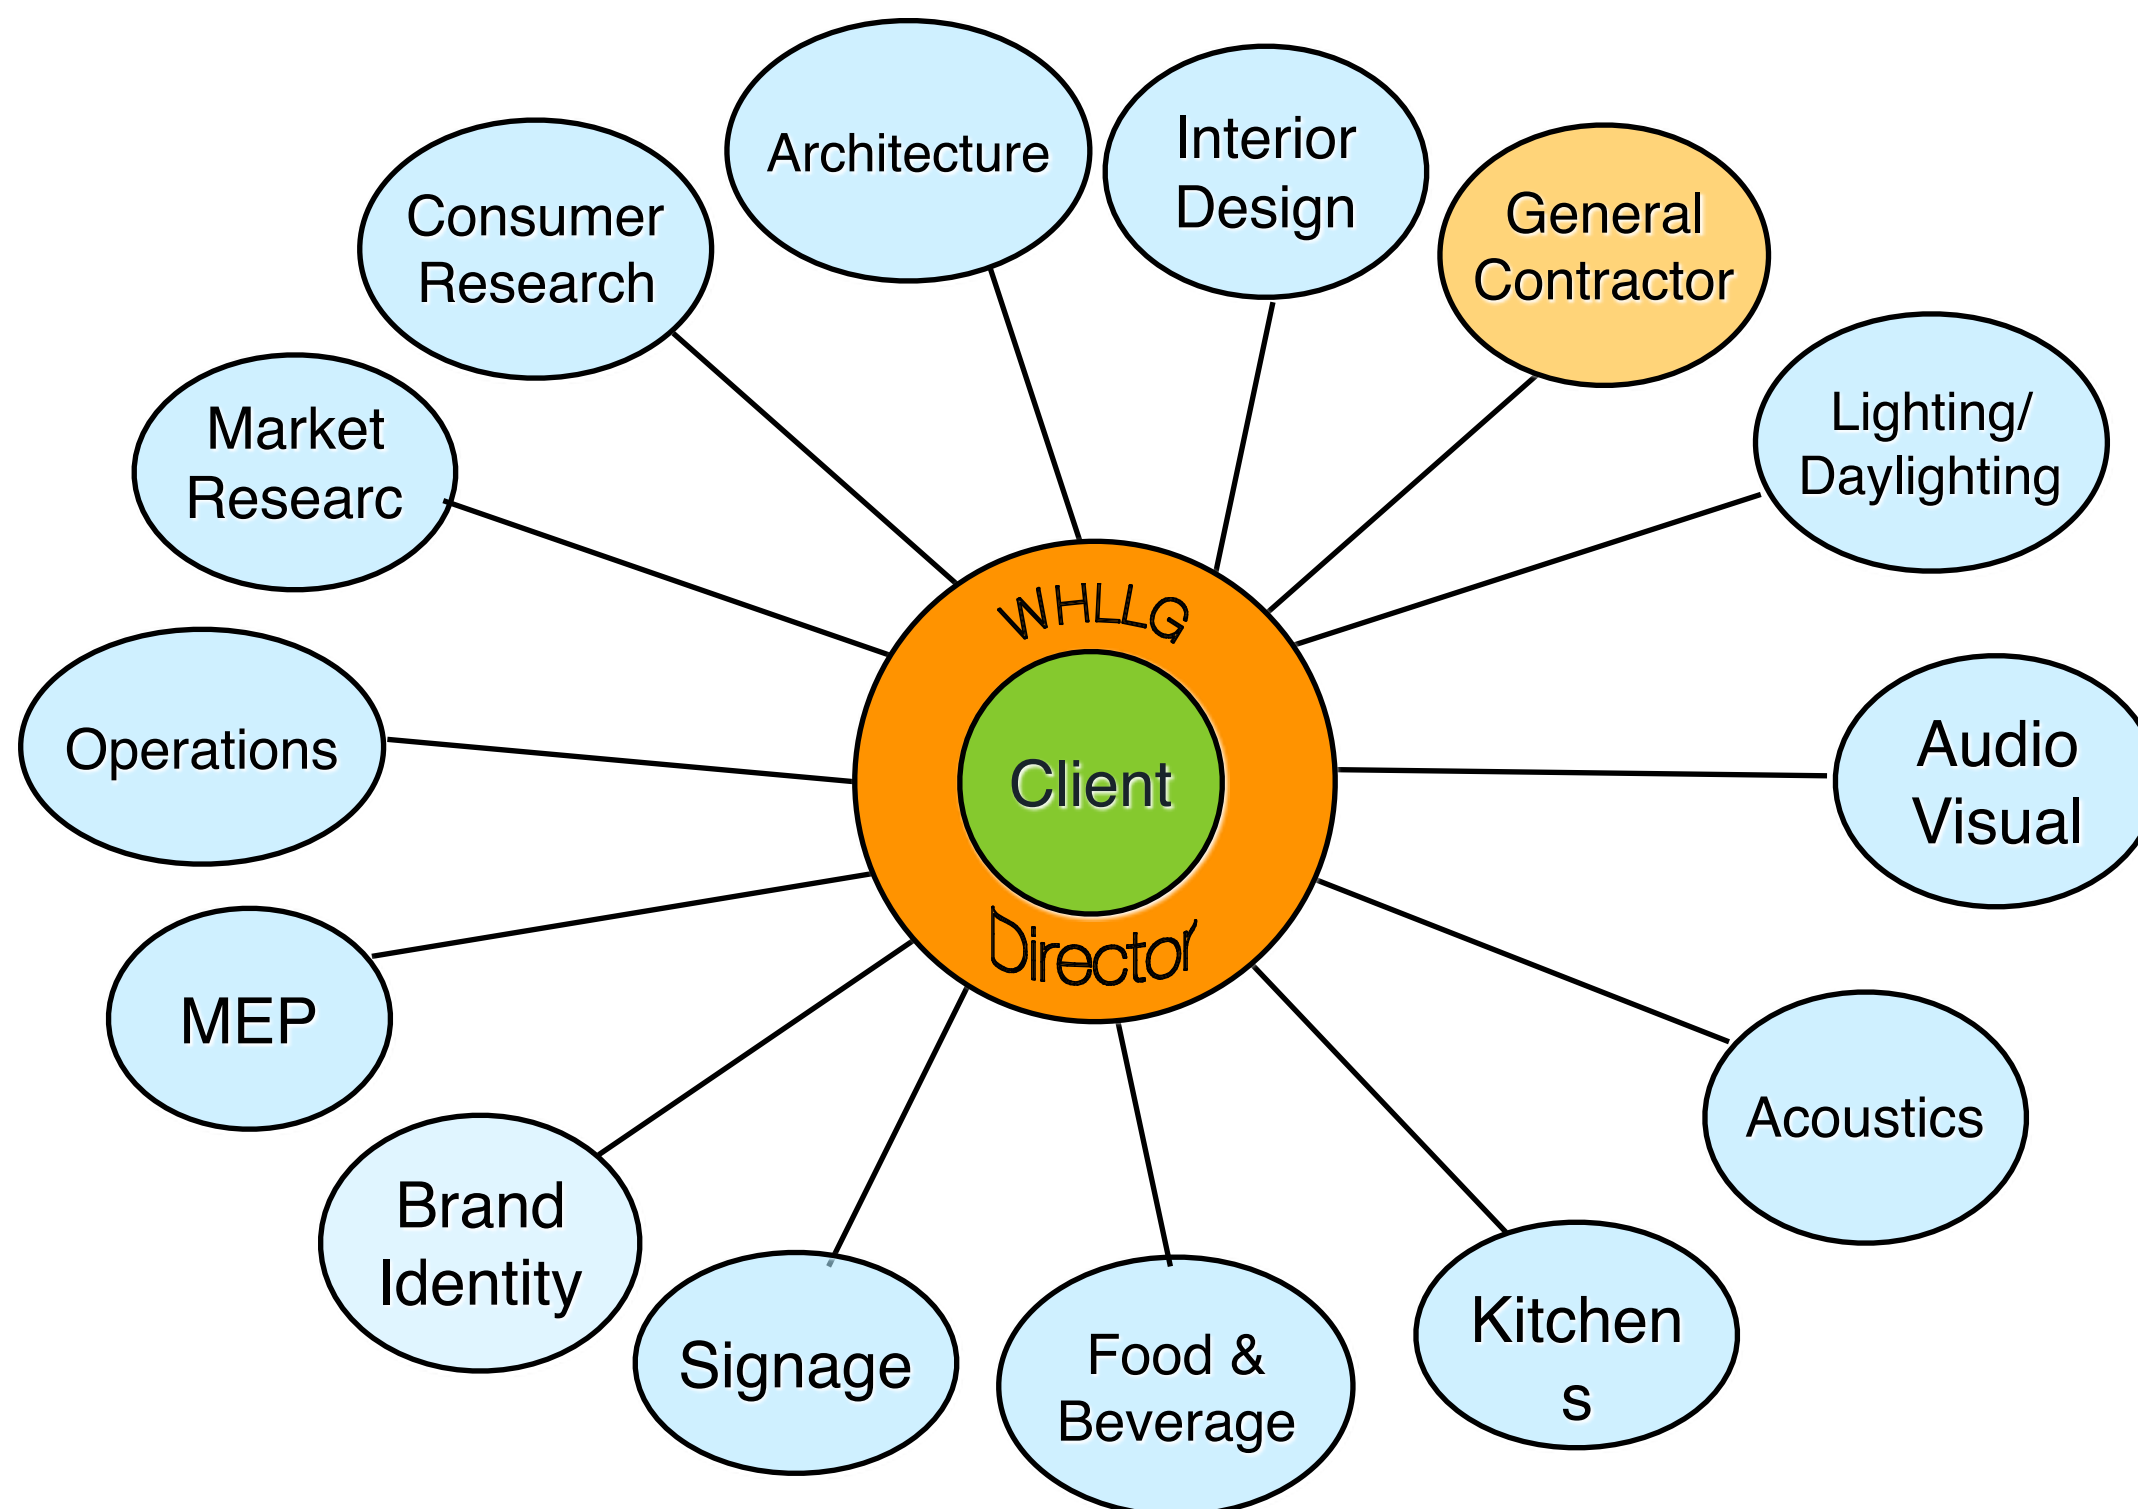 Architecture
Interior
Design
General
Contractor
Consumer
Research
Lighting/
Daylighting
Market
Researc
WHLLG
Client
Director
Operations
Audio
Visual
MEP
Acoustics
Brand
Identity
Signage
Food &
Beverage
Kitchen
s